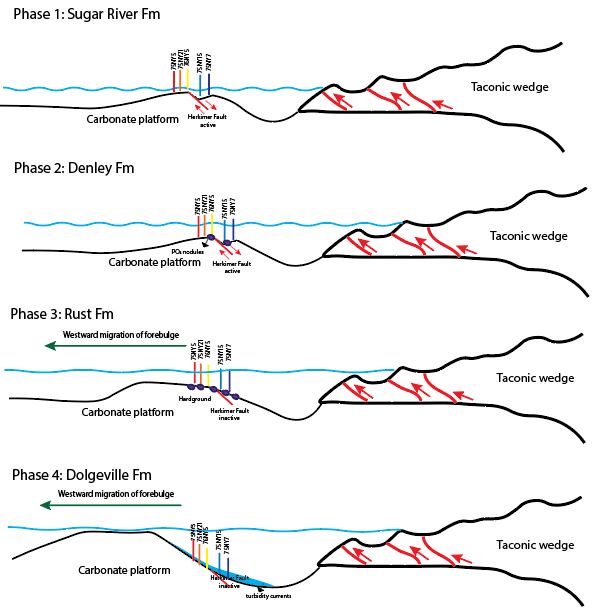 Phase 1: Sugar River Fm
75NY5
75NY21
76NY5
75NY15
75NY7
Taconic wedge
Carbonate platform
Herkimer Fault
active
Phase 2: Denley Fm
75NY5
75NY21
76NY5
75NY15
75NY7
Taconic wedge
PO₄ nodules
Carbonate platform
Herkimer Fault
active
Phase 3: Rust Fm
Westward migration of forebulge
75NY5
75NY21
76NY5
75NY15
75NY7
Taconic wedge
Hardground
Carbonate platform
Herkimer Fault
inactive
Phase 4: Dolgeville Fm
Westward migration of forebulge
75NY5
75NY21
76NY5
75NY15
75NY7
Taconic wedge
Carbonate platform
Herkimer Fault
inactive
turbidity currents